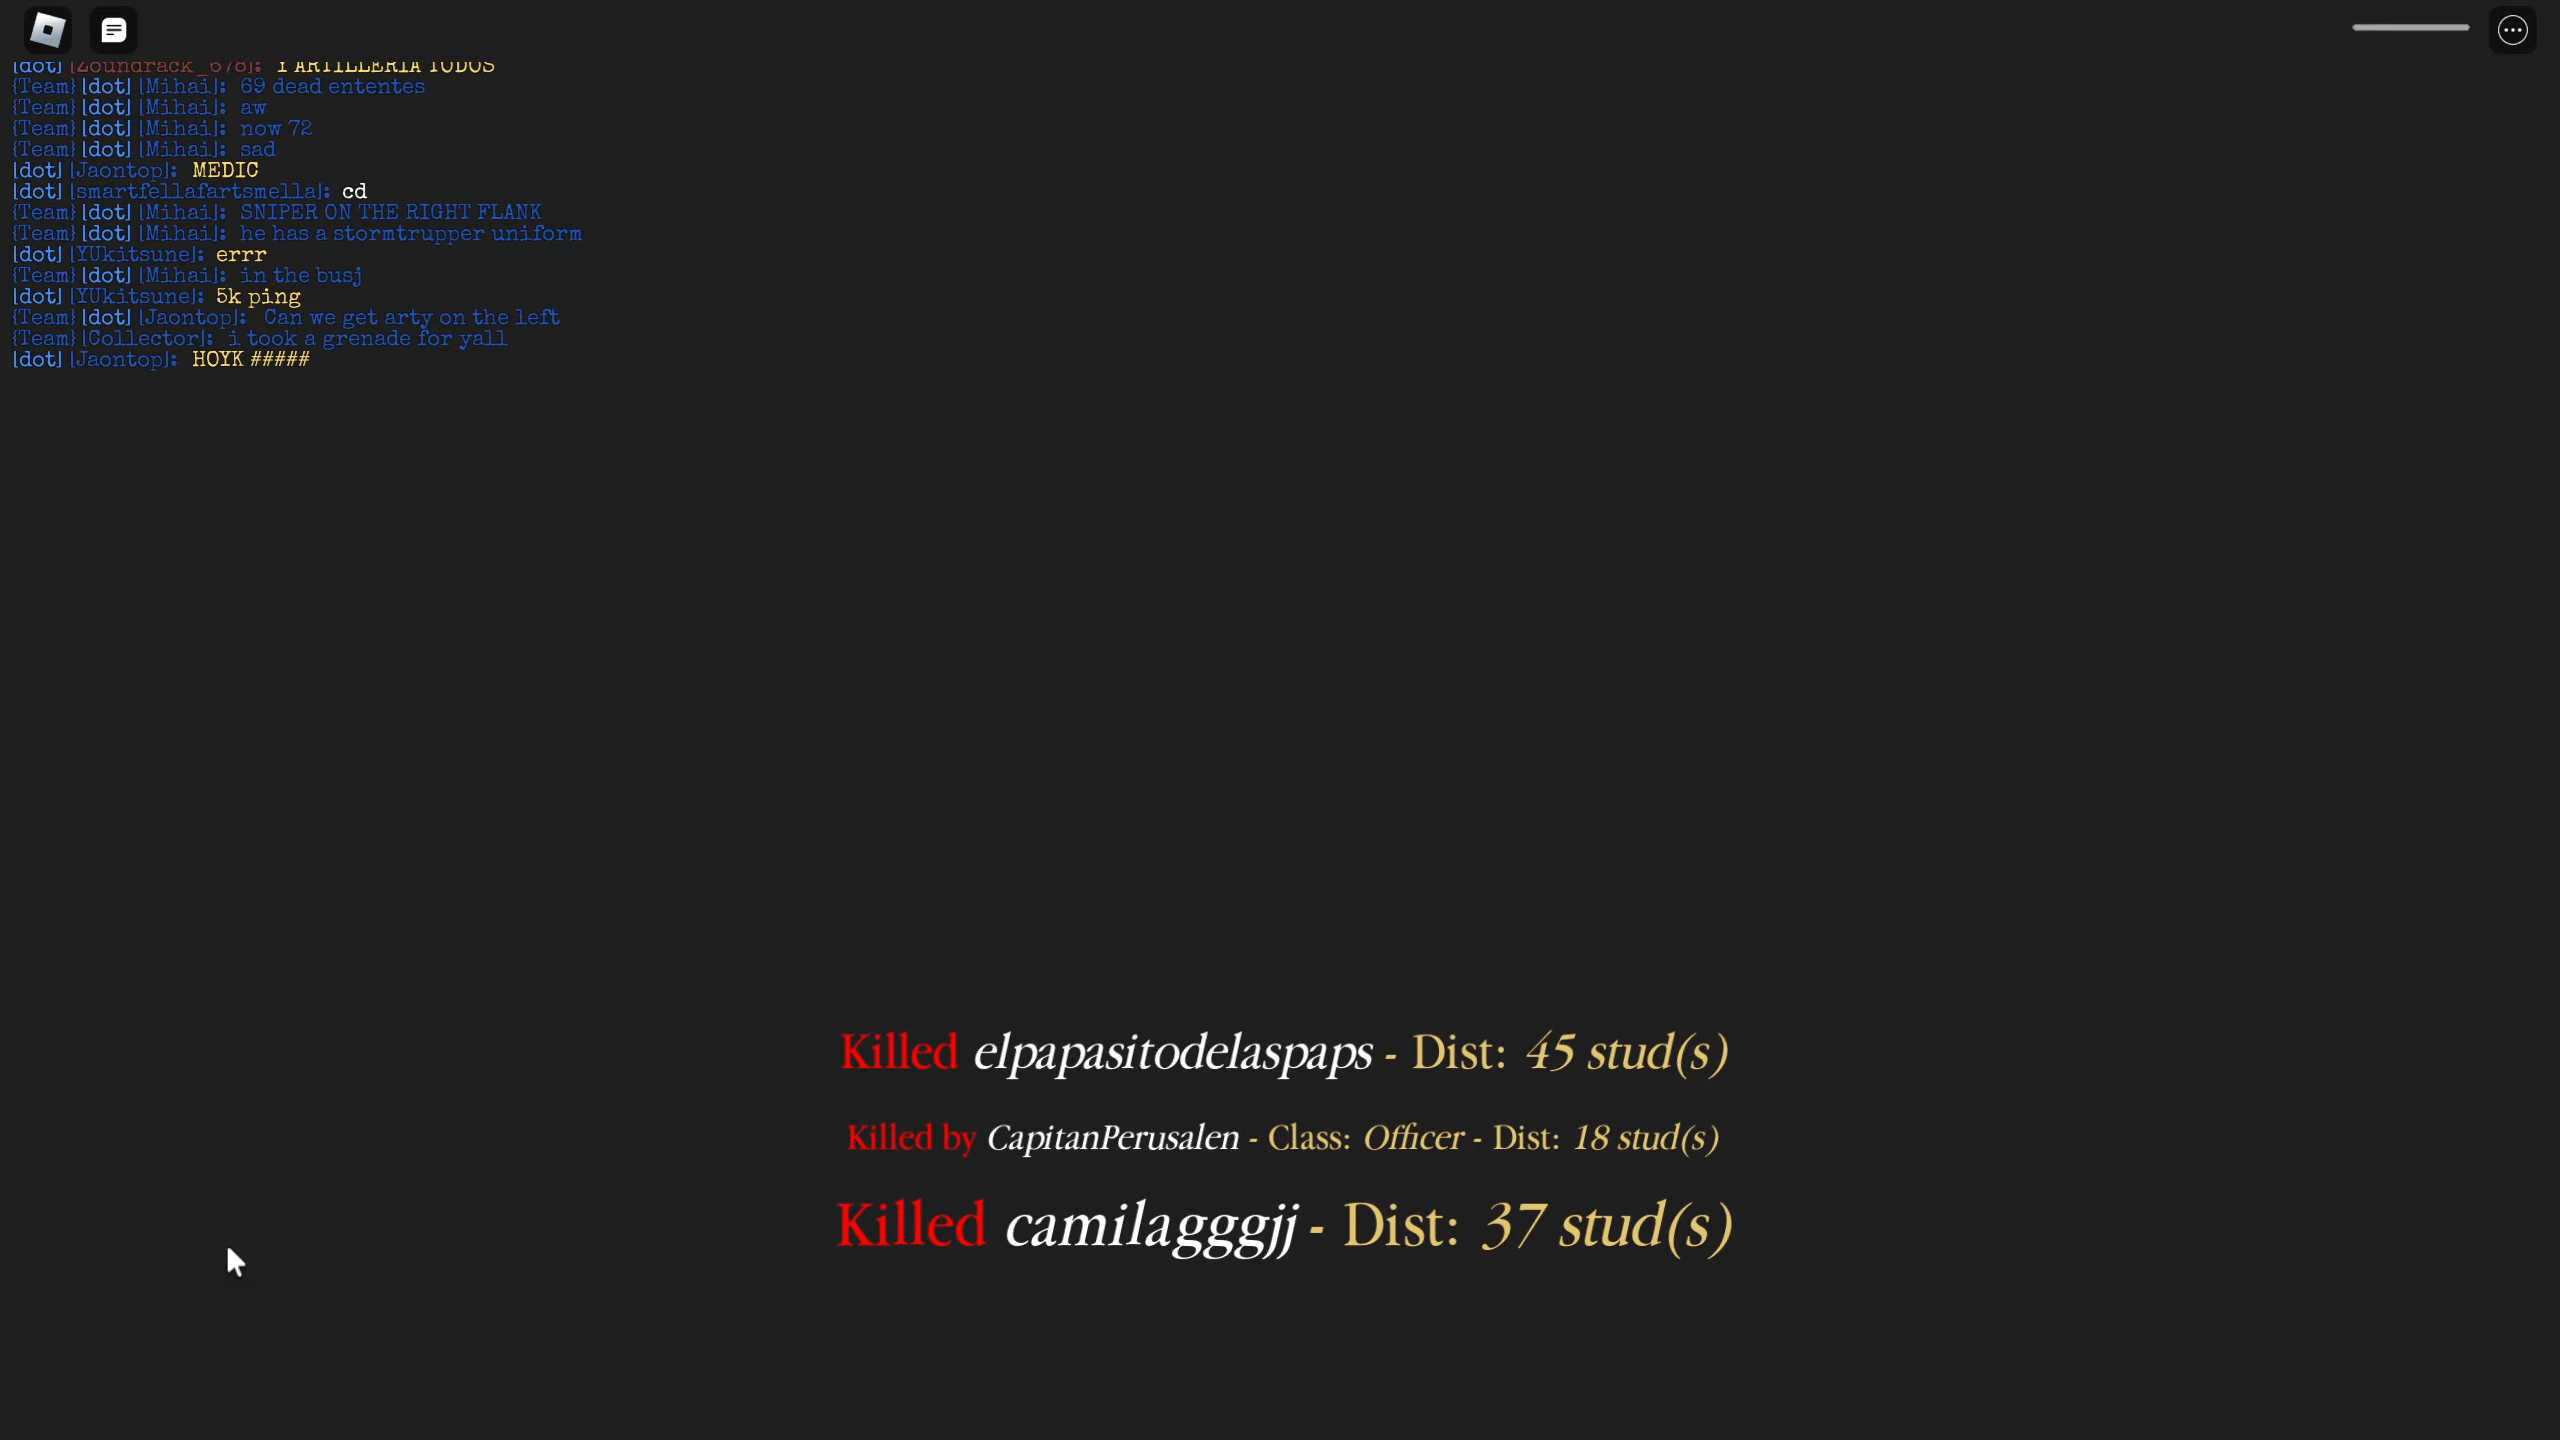 [dot] [Zoundrack_678]: Y ARTILLERIA TODOS
{Team} [dot] [Mihai]: 69 dead ententes
{Team} [dot] [Mihai]: aw
{Team} [dot] [Mihai]: now 72
{Team} [dot] [Mihai]: sad
[dot] [Jaontop]: MEDIC
[dot] [smartfellafartsmella]: cd
{Team} [dot] [Mihai]: SNIPER ON THE RIGHT FLANK
{Team} [dot] [Mihai]: he has a stormtrupper uniform
[dot] [YUkitsune]: errr
{Team} [dot] [Mihai]: in the busj
[dot] [YUkitsune]: 5k ping
{Team} [dot] [Jaontop]: Can we get arty on the left
{Team} [Collector]: i took a grenade for yall
[dot] [Jaontop]: HOYK #####
Killed elpapasitodelaspaps - Dist: 45 stud(s)
Killed by CapitanPerusalen - Class: Officer - Dist: 18 stud(s)
Killed camilagggjj - Dist: 37 stud(s)